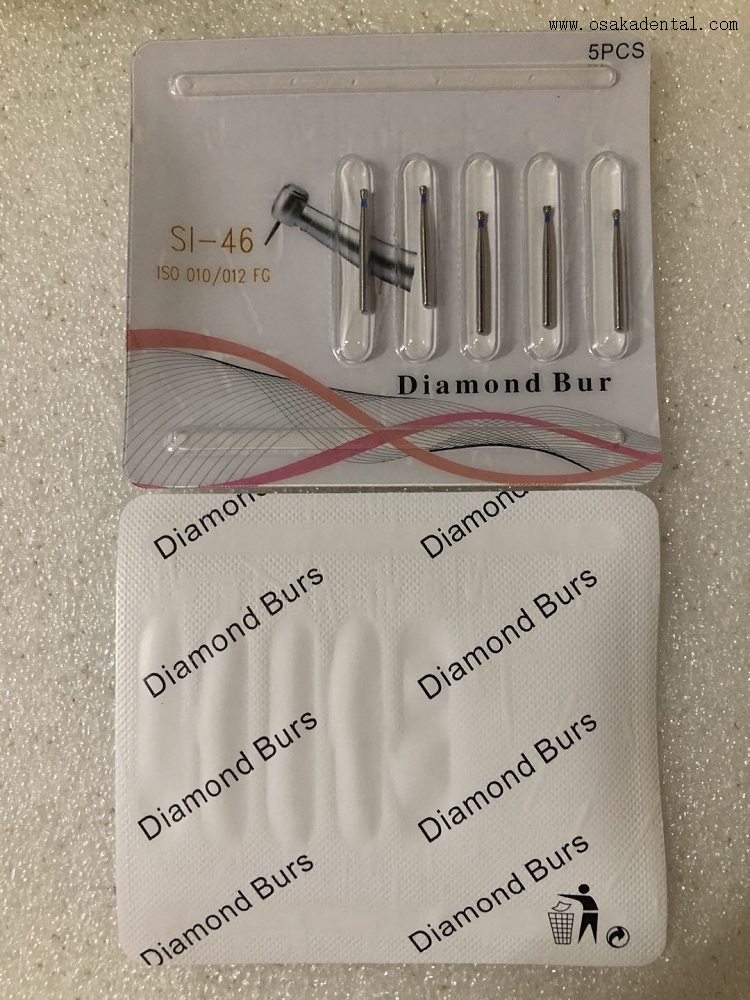 www.osakadental.com
5PCS
SI-46
ISO 010/012 FG
Diamond Bur
Diamon
Diamond
Diamond Burs
Diamond Burs
Diamond Burs
Diamond Burs
Diamond Burs
Diamond Burs